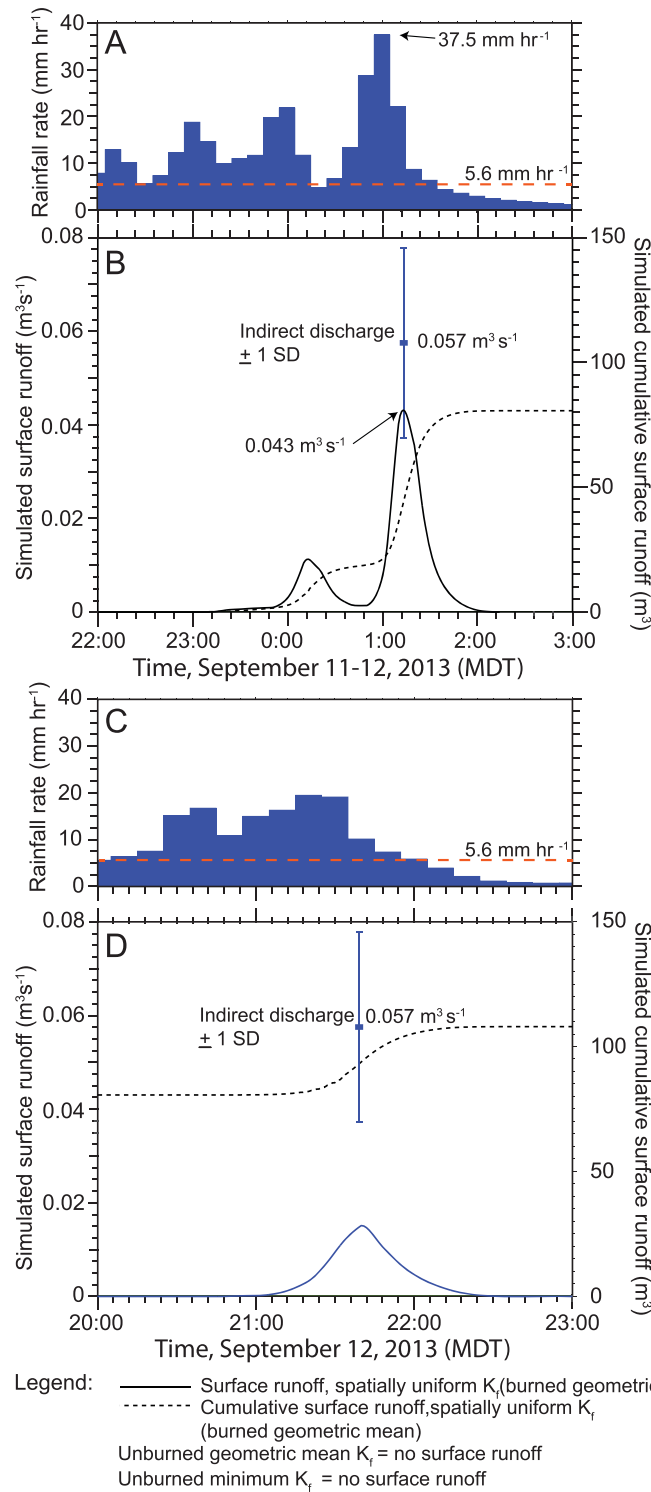 A
37.5 mm hr⁻¹
5.6 mm hr⁻¹
Rainfall rate (mm hr⁻¹)
40
30
20
10
0
B
Simulated surface runoff (m³s⁻¹)
0.08
0.06
0.04
0.02
0
Indirect discharge
± 1 SD
0.057 m³s⁻¹
0.043 m³s⁻¹
150
100
50
0
Simulated cumulative surface runoff (m³)
22:00 23:00 0:00 1:00 2:00 3:00
Time, September 11-12, 2013 (MDT)
C
Rainfall rate (mm hr⁻¹)
40
30
20
10
0
5.6 mm hr⁻¹
D
Simulated surface runoff (m³s⁻¹)
0.08
0.06
0.04
0.02
0
Indirect discharge
± 1 SD
0.057 m³s⁻¹
150
100
50
0
Simulated cumulative surface runoff (m³)
20:00 21:00 22:00 23:00
Time, September 12, 2013 (MDT)
Legend:
Surface runoff, spatially uniform Kf(burned geometri
Cumulative surface runoff,spatially uniform Kf
(burned geometric mean)
Unburned geometric mean Kf = no surface runoff
Unburned minimum Kf = no surface runoff